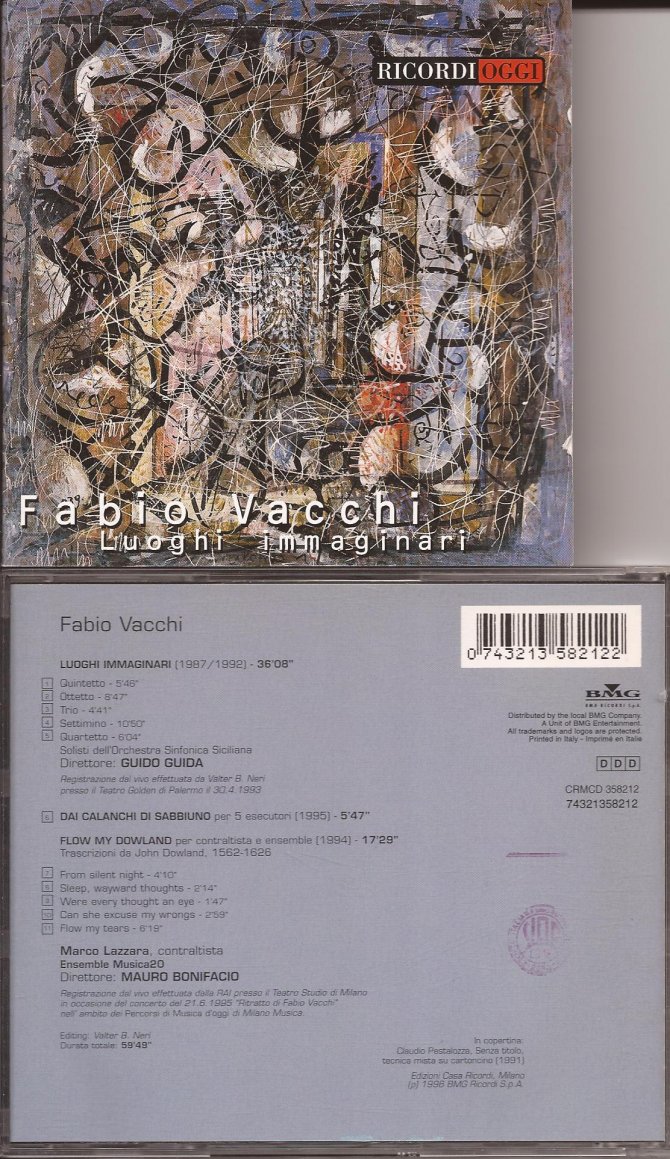 RICORDI OGGI
Fabio Vacchi
Luoghi immaginari
Fabio Vacchi
0 743213 582122
LUOGHI IMMAGINARI (1987/1992) - 36'08"
1 Quintetto - 5'46"
2 Ottetto - 8'47"
3 Trio - 4'41"
4 Settimino - 10'50"
5 Quartetto - 6'04"
Solisti dell'Orchestra Sinfonica Siciliana
Direttore: GUIDO GUIDA
Registrazione dal vivo effettuata da Valter B. Neri
presso il Teatro Golden di Palermo il 30.4.1993
BMG
BMG RICORDI S.p.A.
Distributed by the local BMG Company.
A Unit of BMG Entertainment.
All trademarks and logos are protected.
Printed in Italy - Imprimé en Italie
DDD
CRMCD 358212
74321358212
6 DAI CALANCHI DI SABBIUNO per 5 esecutori (1995) - 5'47"
FLOW MY DOWLAND per contraltista e ensemble (1994) - 17'29"
Trascrizioni da John Dowland, 1562-1626
7 From silent night - 4'10"
8 Sleep, wayward thoughts - 2'14"
9 Were every thought an eye - 1'47"
10 Can she excuse my wrongs - 2'59"
11 Flow my tears - 6'19"
Marco Lazzara, contraltista
Ensemble Musica20
Direttore: MAURO BONIFACIO
Registrazione dal vivo effettuata dalla RAI presso il Teatro Studio di Milano
in occasione del concerto del 21.6.1995 "Ritratto di Fabio Vacchi"
nell'ambito dei Percorsi di Musica d'oggi di Milano Musica.
Editing: Valter B. Neri
Durata totale: 59'49"
In copertina:
Claudio Pestalozza, Senza titolo,
tecnica mista su cartoncino (1991)
Edizioni Casa Ricordi, Milano
(p) 1996 BMG Ricordi S.p.A.